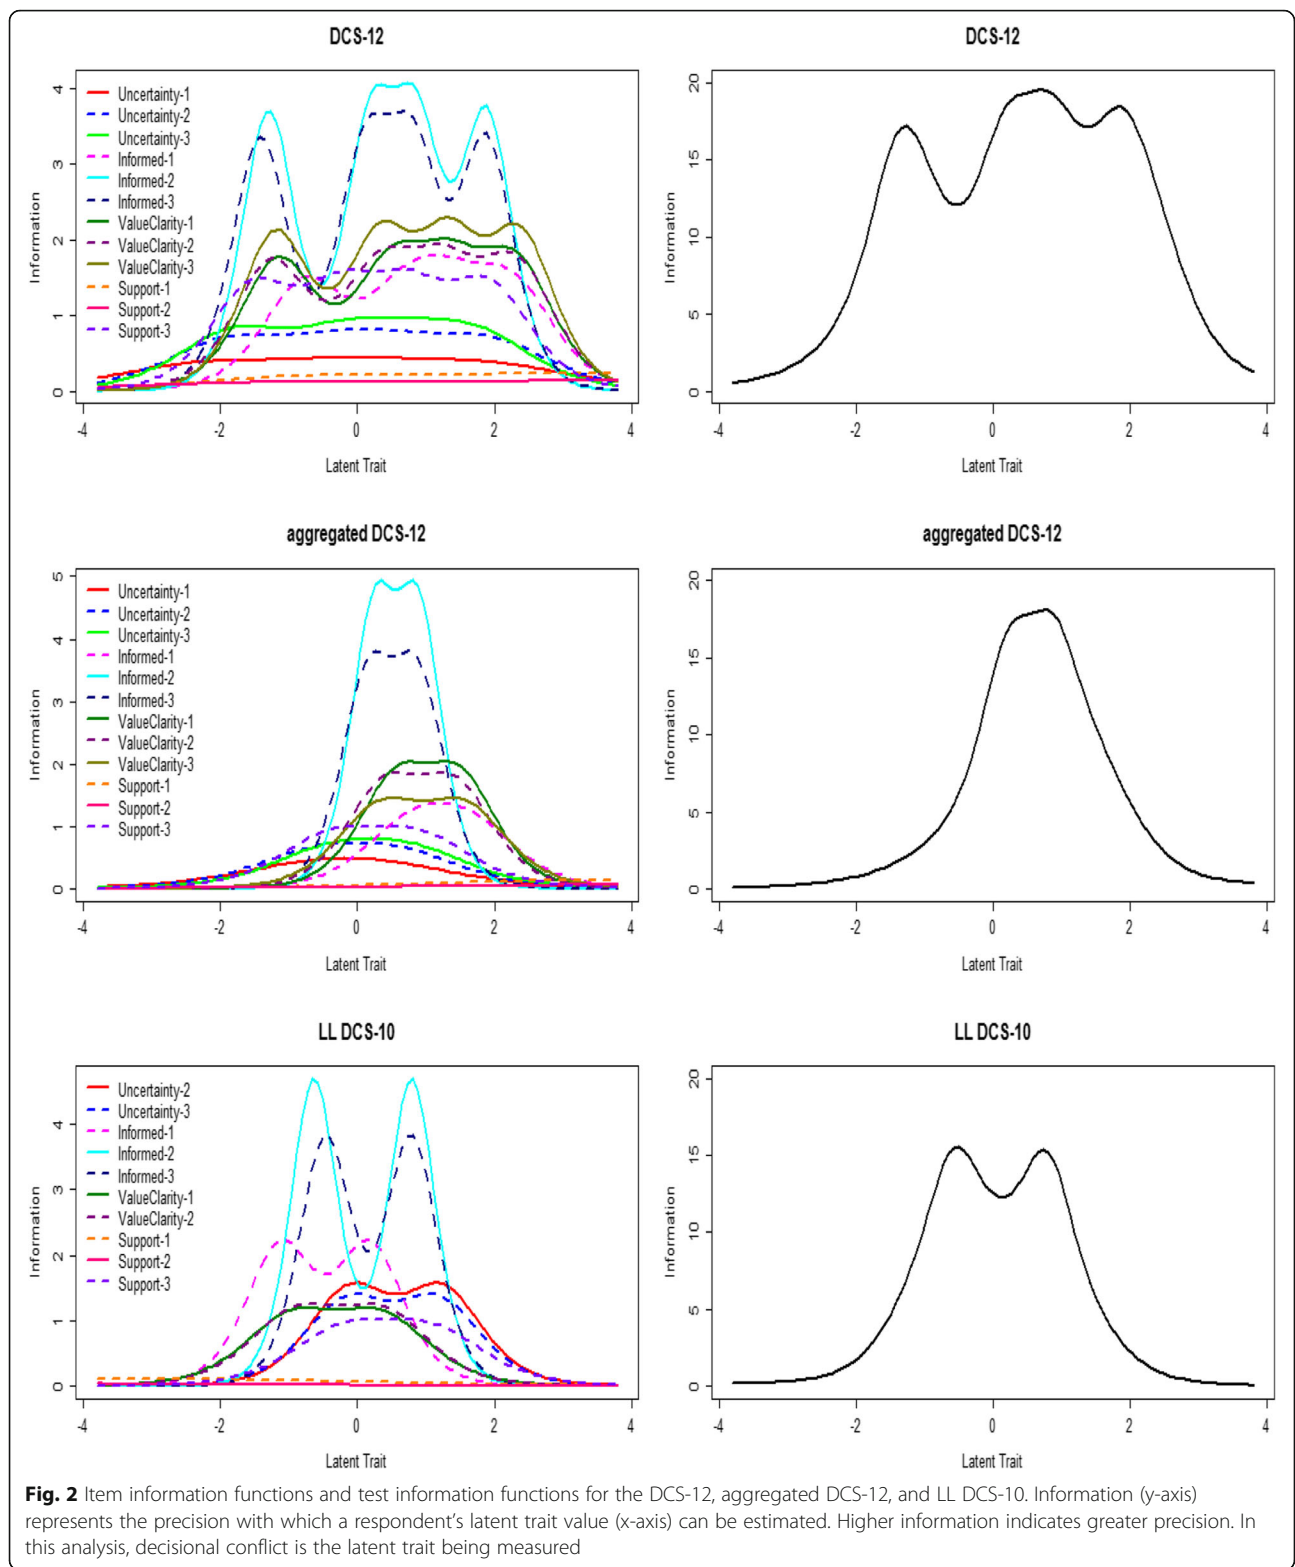 DCS-12
Information
4
3
2
1
0
Uncertainty-1
Uncertainty-2
Uncertainty-3
Informed-1
Informed-2
Informed-3
ValueClarity-1
ValueClarity-2
ValueClarity-3
Support-1
Support-2
Support-3
-4 -2 0 2 4
Latent Trait
DCS-12
Information
20
15
10
5
0
-4 -2 0 2 4
Latent Trait
aggregated DCS-12
Information
5
4
3
2
1
0
Uncertainty-1
Uncertainty-2
Uncertainty-3
Informed-1
Informed-2
Informed-3
ValueClarity-1
ValueClarity-2
ValueClarity-3
Support-1
Support-2
Support-3
-4 -2 0 2 4
Latent Trait
aggregated DCS-12
Information
20
15
10
5
0
-4 -2 0 2 4
Latent Trait
LL DCS-10
Information
4
3
2
1
0
Uncertainty-2
Uncertainty-3
Informed-1
Informed-2
Informed-3
ValueClarity-1
ValueClarity-2
Support-1
Support-2
Support-3
-4 -2 0 2 4
Latent Trait
LL DCS-10
Information
20
15
10
5
0
-4 -2 0 2 4
Latent Trait
Fig. 2 Item information functions and test information functions for the DCS-12, aggregated DCS-12, and LL DCS-10. Information (y-axis)
represents the precision with which a respondent's latent trait value (x-axis) can be estimated. Higher information indicates greater precision. In
this analysis, decisional conflict is the latent trait being measured